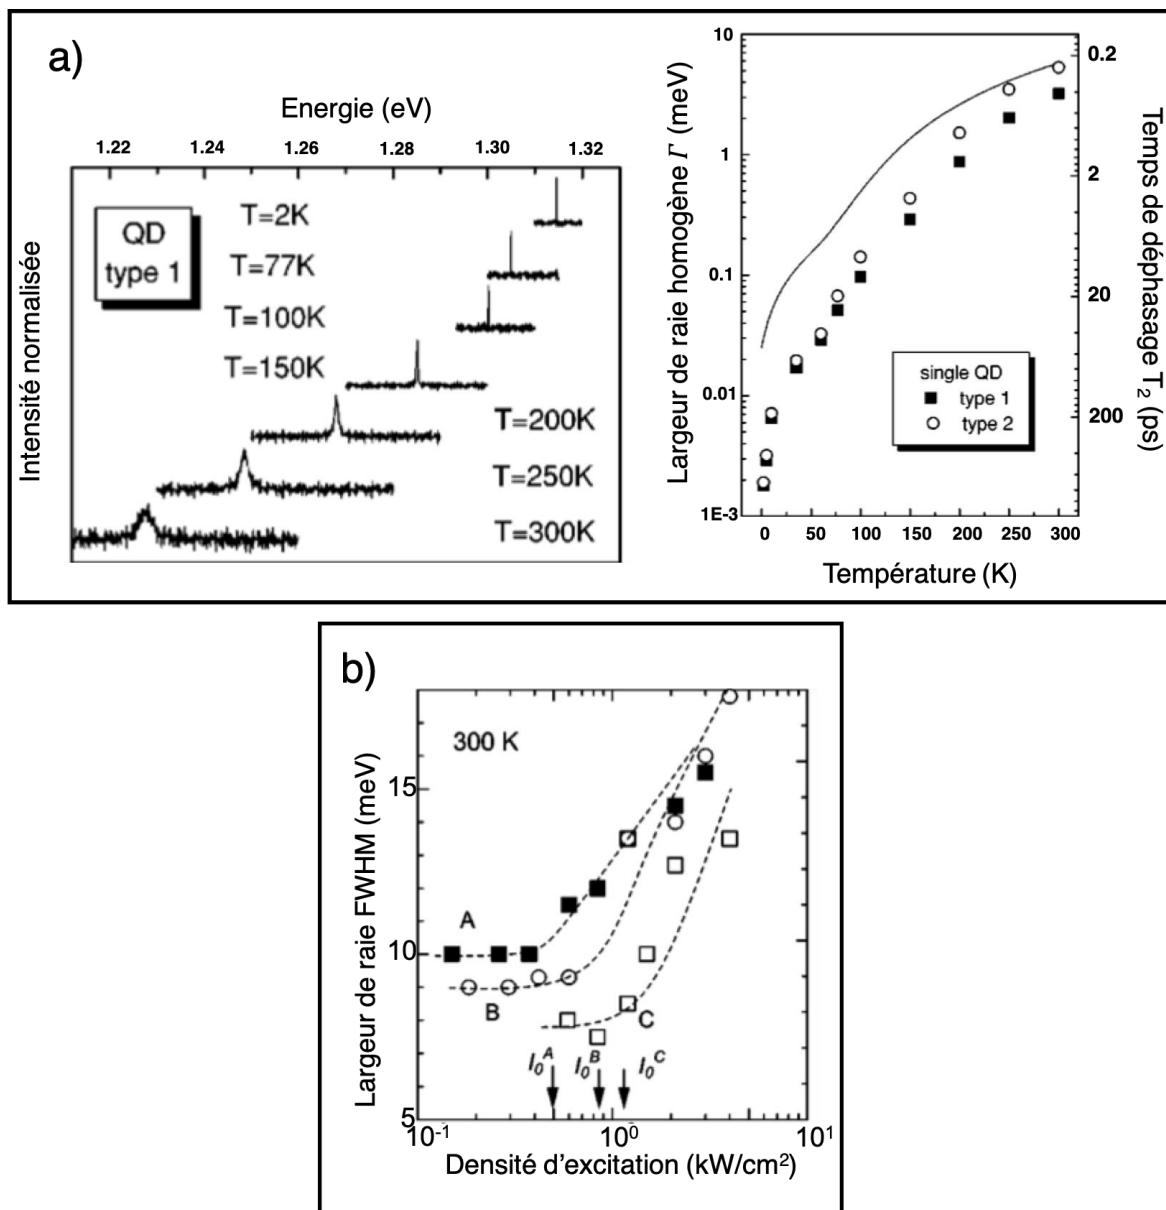 a)
Energie (eV)
1.22 1.24 1.26 1.28 1.30 1.32
Intensité normalisée
QD
type 1
T=2K
T=77K
T=100K
T=150K
T=200K
T=250K
T=300K
Largeur de raie homogène Γ (meV)
10
1
0.1
0.01
1E-3
0.2
2
20
200
Temps de déphasage T₂ (ps)
single QD
type 1
type 2
0 50 100 150 200 250 300
Température (K)
b)
300 K
Largeur de raie FWHM (meV)
15
10
5
A
B
C
I₀ᴬ I₀ᴮ I₀ꟲ
10⁻¹ 10⁰ 10¹
Densité d'excitation (kW/cm²)